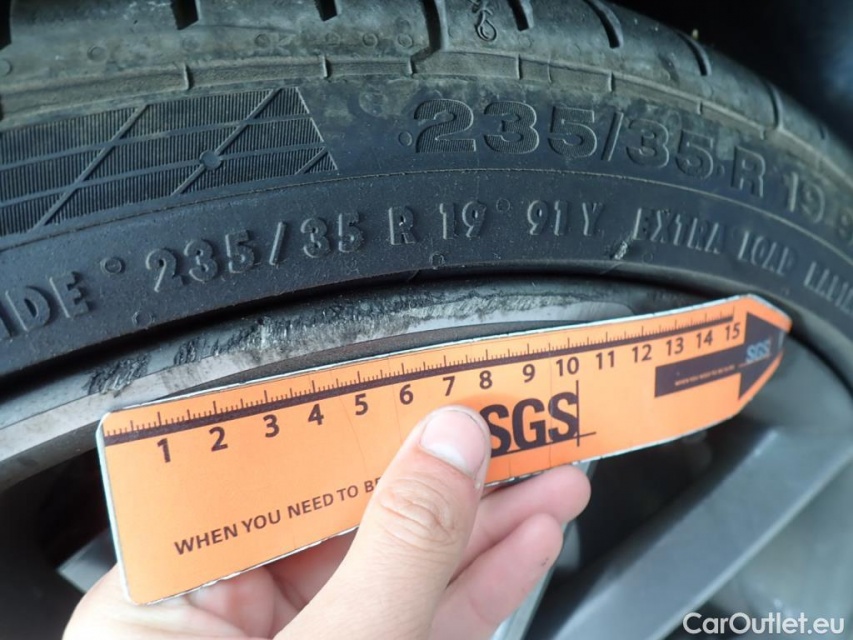 235/35 R 19
235/35 R 19 91Y EXTRA LOAD
1 2 3 4 5 6 7 8 9 10 11 12 13 14 15
SGS
SGS
WHEN YOU NEED TO BE
CarOutlet.eu